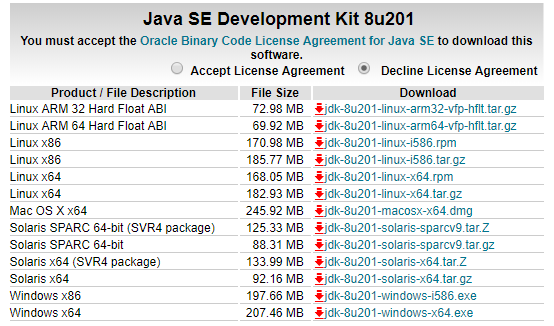 Java SE Development Kit 8u201
You must accept the Oracle Binary Code License Agreement for Java SE to download this
software.
Accept License Agreement Decline License Agreement
Product / File Description File Size Download
Linux ARM 32 Hard Float ABI 72.98 MB jdk-8u201-linux-arm32-vfp-hflt.tar.gz
Linux ARM 64 Hard Float ABI 69.92 MB jdk-8u201-linux-arm64-vfp-hflt.tar.gz
Linux x86 170.98 MB jdk-8u201-linux-i586.rpm
Linux x86 185.77 MB jdk-8u201-linux-i586.tar.gz
Linux x64 168.05 MB jdk-8u201-linux-x64.rpm
Linux x64 182.93 MB jdk-8u201-linux-x64.tar.gz
Mac OS X x64 245.92 MB jdk-8u201-macosx-x64.dmg
Solaris SPARC 64-bit (SVR4 package) 125.33 MB jdk-8u201-solaris-sparcv9.tar.Z
Solaris SPARC 64-bit 88.31 MB jdk-8u201-solaris-sparcv9.tar.gz
Solaris x64 (SVR4 package) 133.99 MB jdk-8u201-solaris-x64.tar.Z
Solaris x64 92.16 MB jdk-8u201-solaris-x64.tar.gz
Windows x86 197.66 MB jdk-8u201-windows-i586.exe
Windows x64 207.46 MB jdk-8u201-windows-x64.exe